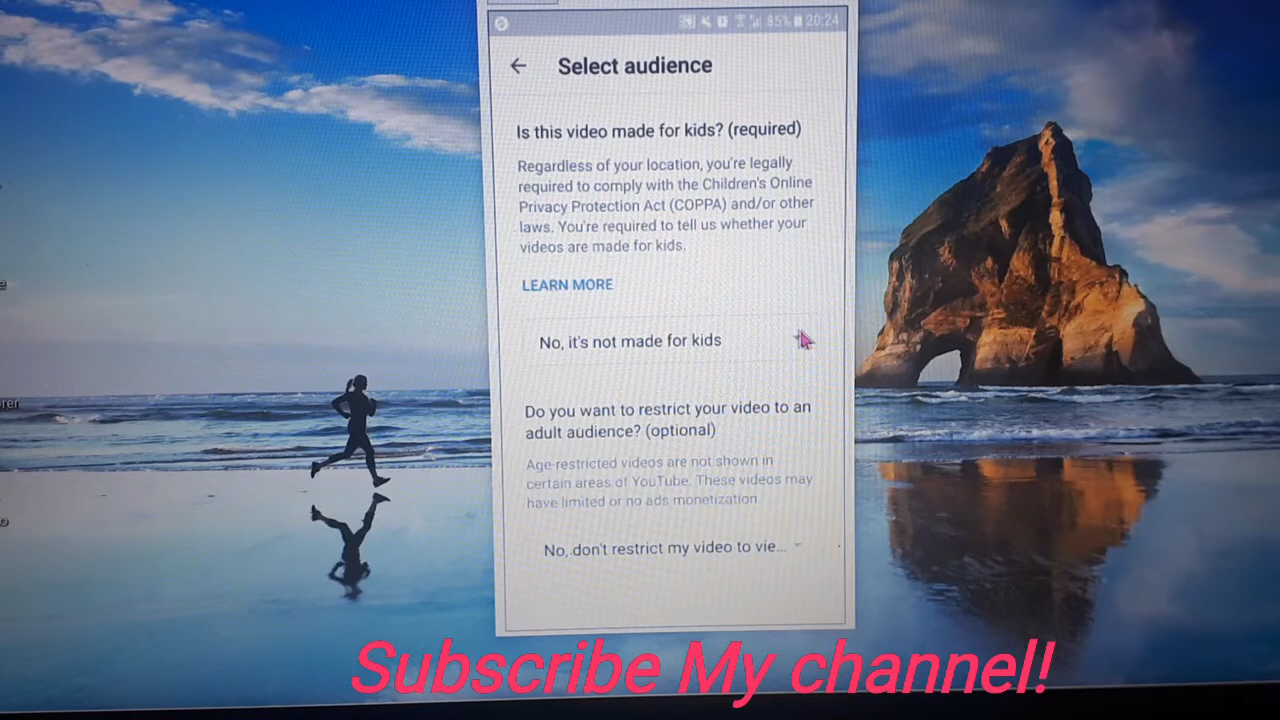 85% 20:24
Select audience
Is this video made for kids? (required)
Regardless of your location, you're legally
required to comply with the Children's Online
Privacy Protection Act (COPPA) and/or other
laws. You're required to tell us whether your
videos are made for kids.
LEARN MORE
No, it's not made for kids
Do you want to restrict your video to an
adult audience? (optional)
Age-restricted videos are not shown in
certain areas of YouTube. These videos may
have limited or no ads monetization
No, don't restrict my video to vie...
Subscribe My channel!